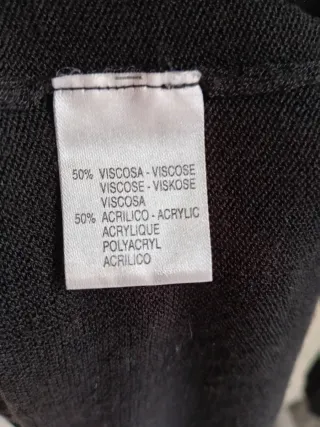 50% VISCOSA - VISCOSE
VISCOSE - VISKOSE
VISCOSA
50% ACRILICO - ACRYLIC
ACRYLIQUE
POLYACRYL
ACRILICO